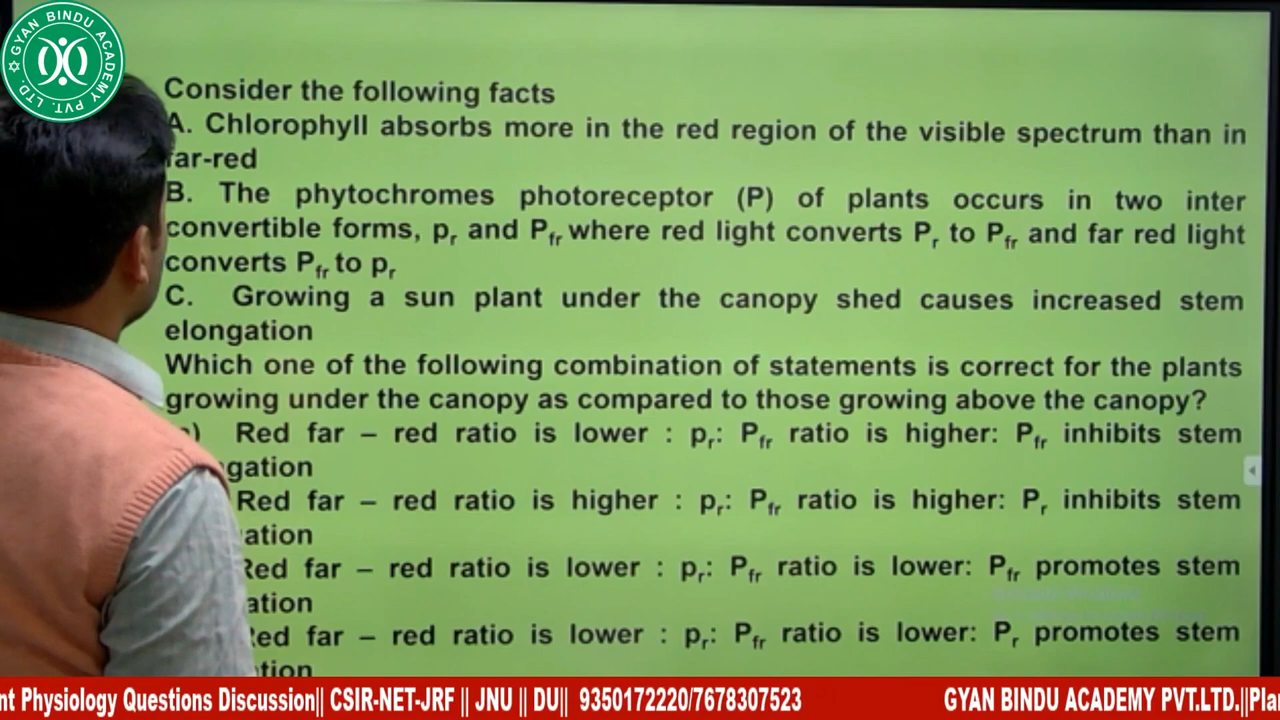 GYAN BINDU ACADEMY PVT. LTD.
Consider the following facts
A. Chlorophyll absorbs more in the red region of the visible spectrum than in
far-red
B. The phytochromes photoreceptor (P) of plants occurs in two inter
convertible forms, pr and Pfr where red light converts Pr to Pfr and far red light
converts Pfr to pr
C. Growing a sun plant under the canopy shed causes increased stem
elongation
Which one of the following combination of statements is correct for the plants
growing under the canopy as compared to those growing above the canopy?
) Red far – red ratio is lower : pr: Pfr ratio is higher: Pfr inhibits stem
gation
Red far – red ratio is higher : pr: Pfr ratio is higher: Pr inhibits stem
ation
Red far – red ratio is lower : pr: Pfr ratio is lower: Pfr promotes stem
ation
Red far – red ratio is lower : pr: Pfr ratio is lower: Pr promotes stem
tion
nt Physiology Questions Discussion|| CSIR-NET-JRF || JNU || DU|| 9350172220/7678307523 GYAN BINDU ACADEMY PVT.LTD.||Pla